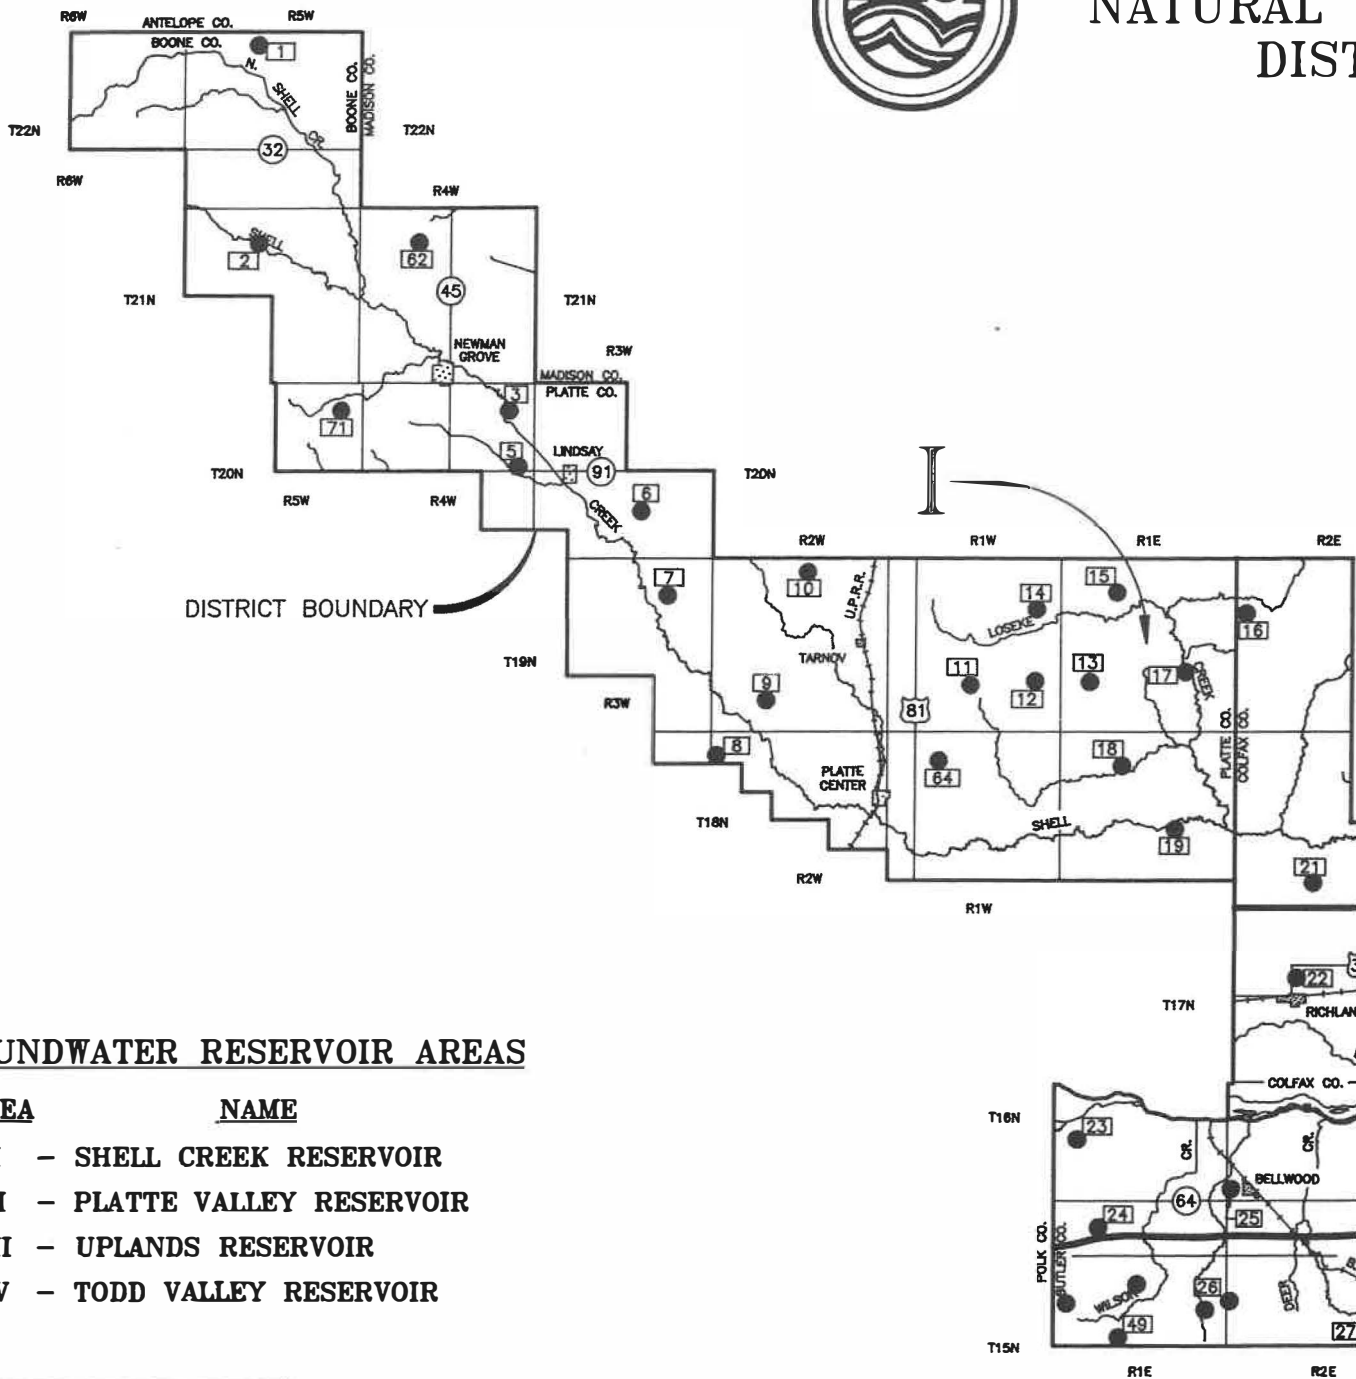 NATURAL
DIST
R6W
R5W
ANTELOPE CO.
BOONE CO.
1
N.
SHELL
CR.
BOONE CO.
MADISON CO.
T22N
T22N
32
R6W
R4W
SHELL
2
62
45
T21N
T21N
NEWMAN
GROVE
R3W
MADISON CO.
PLATTE CO.
3
71
5
LINDSAY
91
T20N
T20N
R5W
R4W
6
CREEK
I
R2W
R1W
R1E
R2E
7
10
U.P.R.R.
14
15
16
DISTRICT BOUNDARY
LOSEKE
TARNOV
T19N
9
11
12
13
17
CREEK
R3W
81
PLATTE CO.
COLFAX CO.
8
64
18
PLATTE
CENTER
T18N
SHELL
19
R2W
21
R1W
22
T17N
RICHLAN
COLFAX CO.
UNDWATER RESERVOIR AREAS
EA NAME
I – SHELL CREEK RESERVOIR
I – PLATTE VALLEY RESERVOIR
I – UPLANDS RESERVOIR
V – TODD VALLEY RESERVOIR
T16N
23
CR.
CR.
BELLWOOD
64
24
25
POLK CO.
BUTLER CO.
WILSON
26
DEER
49
27
T15N
R1E
R2E